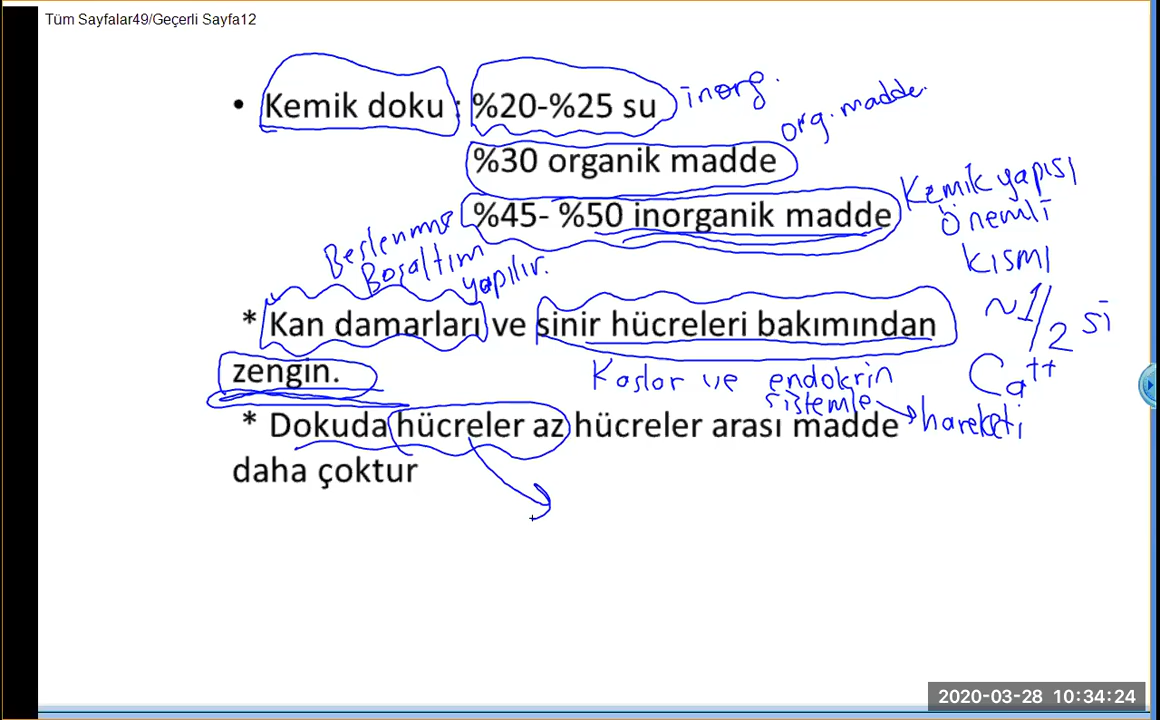 Tüm Sayfalar49/Geçerli Sayfa12
• Kemik doku : %20-%25 su inorg.
org. madde.
%30 organik madde
%45- %50 inorganik madde
Kemik yapısı
önemli
kısmı
~1/2 si
Ca++
Beslenme
Boşaltım
yapılır.
* Kan damarları ve sinir hücreleri bakımından
zengin.
Kaslar ve endokrin
sistemle
hareketi
* Dokuda hücreler az hücreler arası madde
daha çoktur
2020-03-28 10:34:24